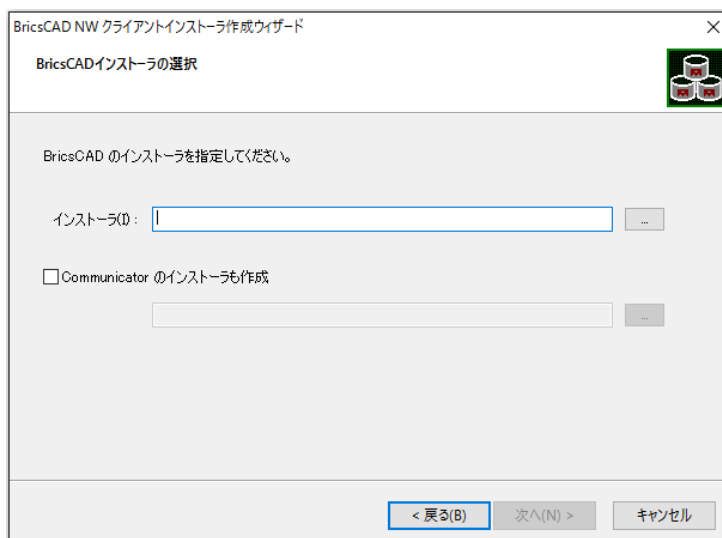 BricsCAD NW クライアントインストーラ作成ウィザード
BricsCADインストーラの選択
BricsCAD のインストーラを指定してください。
インストーラ(I) :
...
Communicator のインストーラも作成
...
< 戻る(B)
次へ(N) >
キャンセル